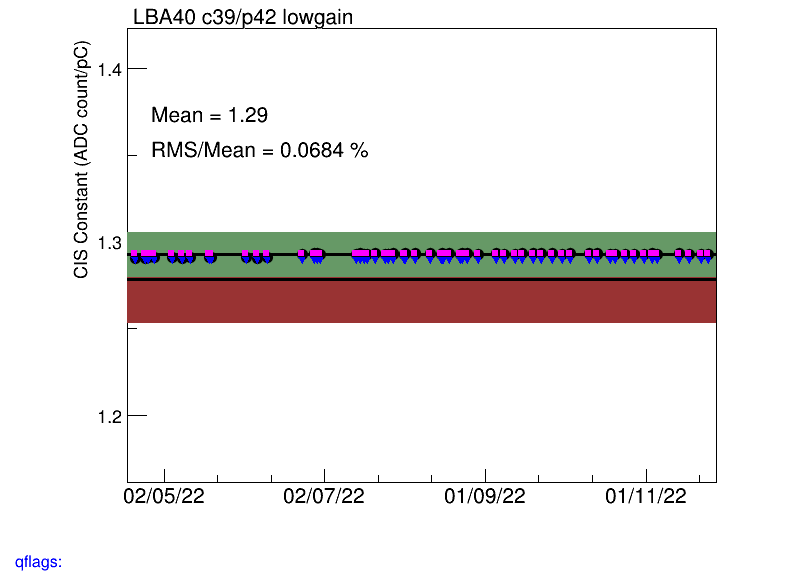 LBA40 c39/p42 lowgain
CIS Constant (ADC count/pC)
1.4
Mean = 1.29
RMS/Mean = 0.0684 %
1.3
1.2
02/05/22 02/07/22 01/09/22 01/11/22
qflags: